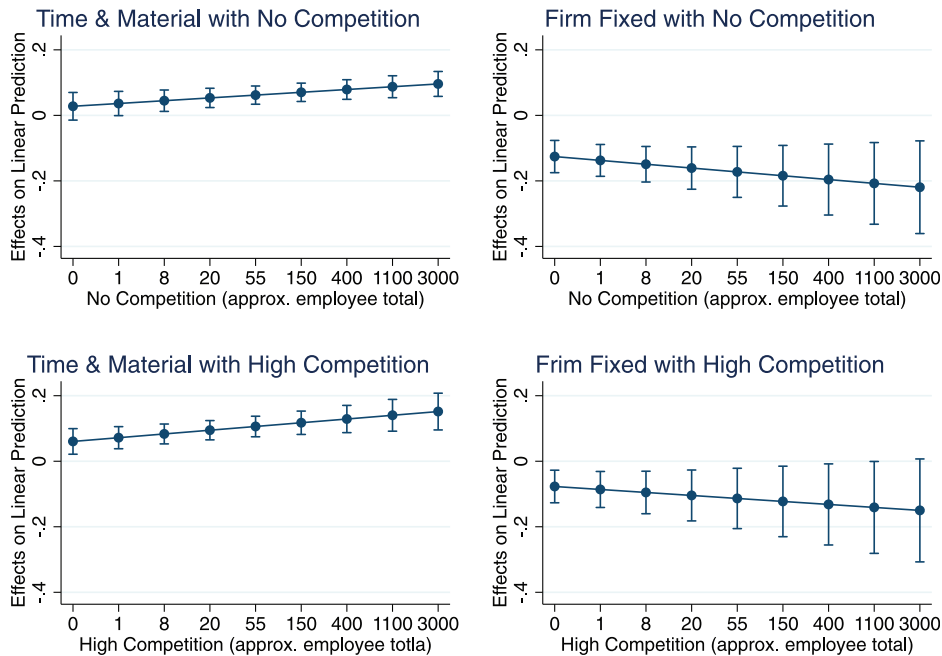 Time & Material with No Competition
Effects on Linear Prediction
.2
0
-.2
-.4
0 1 8 20 55 150 400 1100 3000
No Competition (approx. employee total)
Firm Fixed with No Competition
Effects on Linear Prediction
.2
0
-.2
-.4
0 1 8 20 55 150 400 1100 3000
No Competition (approx. employee total)
Time & Material with High Competition
Effects on Linear Prediction
.2
0
-.2
-.4
0 1 8 20 55 150 400 1100 3000
High Competition (approx. employee totla)
Frim Fixed with High Competition
Effects on Linear Prediction
.2
0
-.2
-.4
0 1 8 20 55 150 400 1100 3000
High Competition (approx. employee total)